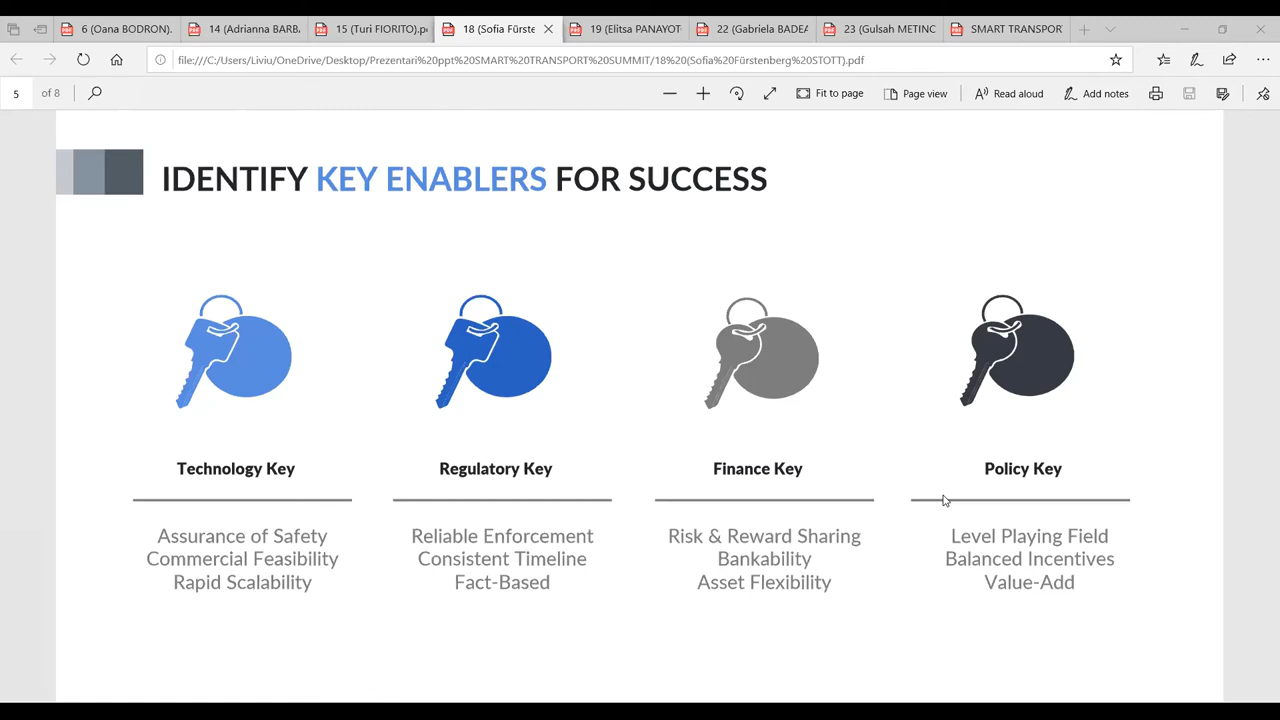 6 (Oana BODRON).
14 (Adrianna BARB.
15 (Turi FIORITO).p
18 (Sofia Fürste
19 (Elitsa PANAYOT
22 (Gabriela BADEA
23 (Gulsah METINC
SMART TRANSPOR
file:///C:/Users/Liviu/OneDrive/Desktop/Prezentari%20ppt%20SMART%20TRANSPORT%20SUMMIT/18%20(Sofia%20Fürstenberg%20STOTT).pdf
5 of 8
Fit to page
Page view
Read aloud
Add notes
IDENTIFY KEY ENABLERS FOR SUCCESS
Technology Key
Assurance of Safety
Commercial Feasibility
Rapid Scalability
Regulatory Key
Reliable Enforcement
Consistent Timeline
Fact-Based
Finance Key
Risk & Reward Sharing
Bankability
Asset Flexibility
Policy Key
Level Playing Field
Balanced Incentives
Value-Add